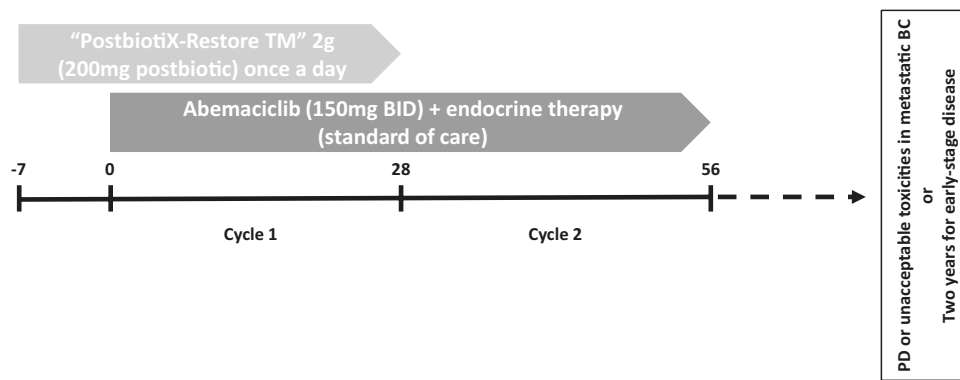 “PostbiotiX-Restore TM” 2g
(200mg postbiotic) once a day
Abemaciclib (150mg BID) + endocrine therapy
(standard of care)
-7
0
28
56
Cycle 1
Cycle 2
PD or unacceptable toxicities in metastatic BC
or
Two years for early-stage disease